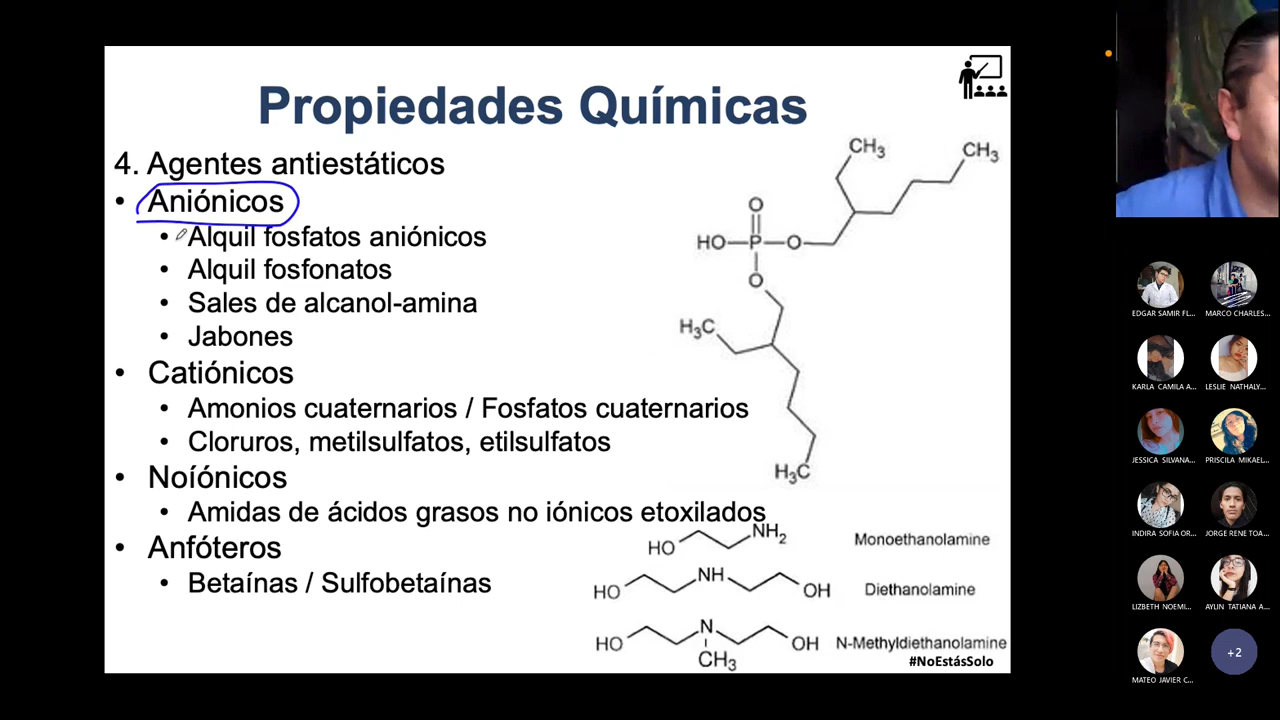 Propiedades Químicas
4. Agentes antiestáticos
• Aniónicos
• Alquil fosfatos aniónicos
• Alquil fosfonatos
• Sales de alcanol-amina
• Jabones
• Catiónicos
• Amonios cuaternarios / Fosfatos cuaternarios
• Cloruros, metilsulfatos, etilsulfatos
• Noíónicos
• Amidas de ácidos grasos no iónicos etoxilados
• Anfóteros
• Betaínas / Sulfobetaínas
CH₃
CH₃
O
HO P O
O
H₃C
H₃C
HO NH₂ Monoethanolamine
HO NH OH Diethanolamine
HO N OH N-Methyldiethanolamine
CH₃
#NoEstásSolo
EDGAR SAMIR FL...
MARCO CHARLES...
KARLA CAMILA A...
LESLIE NATHALY...
JESSICA SILVANA...
PRISCILA MIKAEL...
INDIRA SOFIA OR...
JORGE RENE TOA...
LIZBETH NOEMI...
AYLIN TATIANA A...
MATEO JAVIER C...
+2